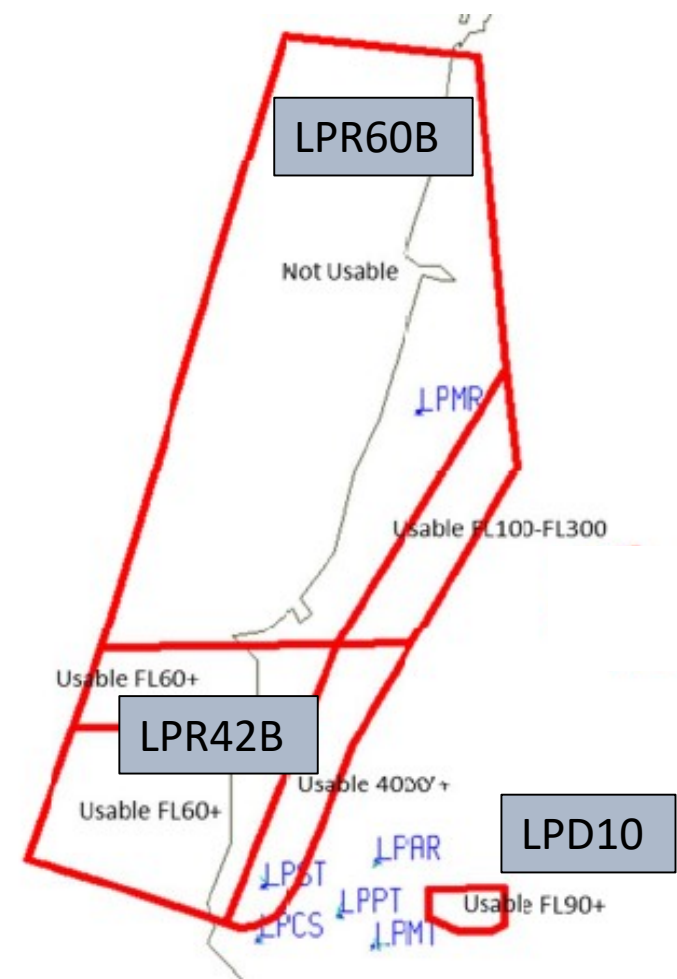 LPR60B
Not Usable
LPMR
Usable FL100-FL300
Usable FL60+
LPR42B
Usable 4000'+
Usable FL60+
LPD10
LPAR
LPST
LPPT
Usable FL90+
LPCS
LPMT